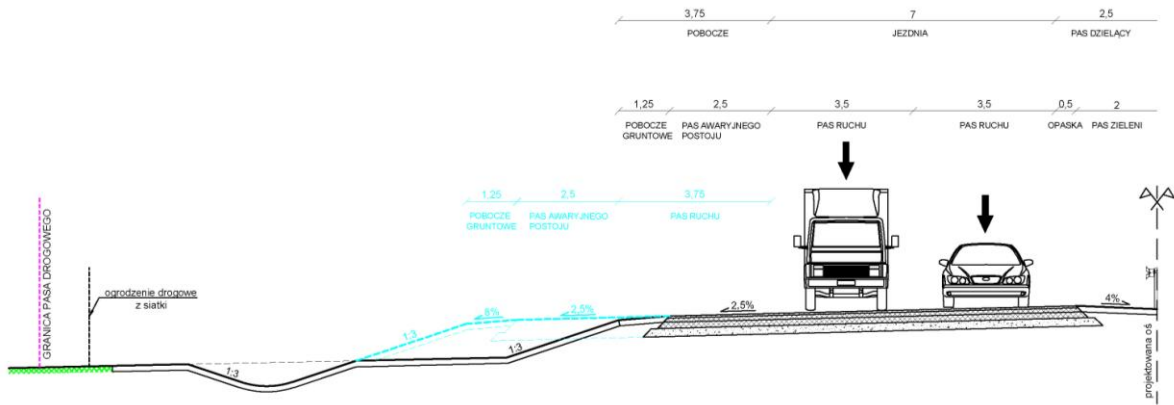 3,75 7 2,5
POBOCZE JEZDNIA PAS DZIELĄCY
1,25 2,5 3,5 3,5 0,5 2
POBOCZE GRUNTOWE PAS AWARYJNEGO POSTOJU PAS RUCHU PAS RUCHU OPASKA PAS ZIELENI
1,25 2,5 3,75
POBOCZE GRUNTOWE PAS AWARYJNEGO POSTOJU PAS RUCHU
GRANICA PASA DROGOWEGO
ogrodzenie drogowe
z siatki
1:3
1:3
8%
2,5%
1:3
2,5%
4%
projektowana oś